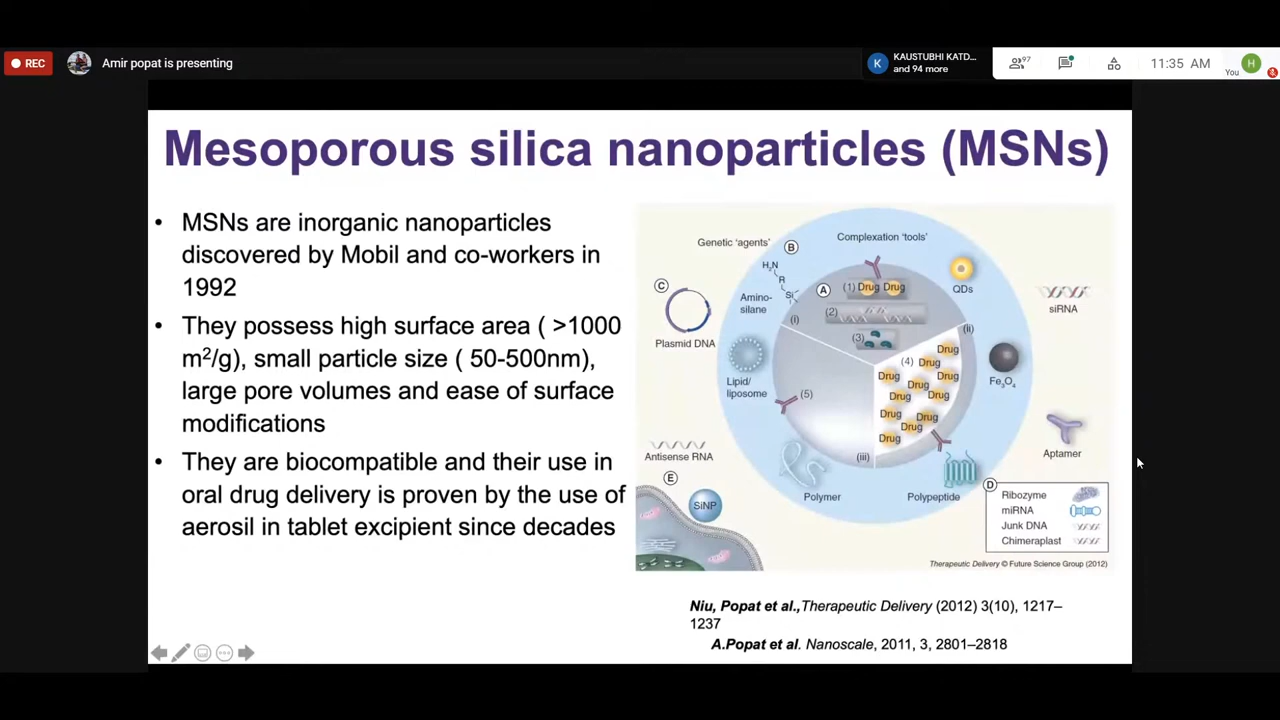 REC
Amir popat is presenting
K
KAUSTUBHI KATD...
and 94 more
97
11:35 AM
You
H
Mesoporous silica nanoparticles (MSNs)
• MSNs are inorganic nanoparticles
discovered by Mobil and co-workers in
1992
• They possess high surface area ( >1000
m²/g), small particle size ( 50-500nm),
large pore volumes and ease of surface
modifications
• They are biocompatible and their use in
oral drug delivery is proven by the use of
aerosil in tablet excipient since decades
Genetic 'agents'
B
Complexation 'tools'
H₂N
R
Si
Amino-
silane
(i)
A
(1) Drug Drug
(2)
(3)
QDs
(ii)
siRNA
C
Plasmid DNA
Lipid/
liposome
(4)
Drug
Drug
Drug
Drug
Drug
Drug
Drug
Drug
Drug
Drug
Drug
Fe₃O₄
(5)
Aptamer
Antisense RNA
(iii)
E
SiNP
Polymer
Polypeptide
D
Ribozyme
miRNA
Junk DNA
Chimeraplast
Therapeutic Delivery © Future Science Group (2012)
Niu, Popat et al.,Therapeutic Delivery (2012) 3(10), 1217–
1237
A.Popat et al. Nanoscale, 2011, 3, 2801–2818